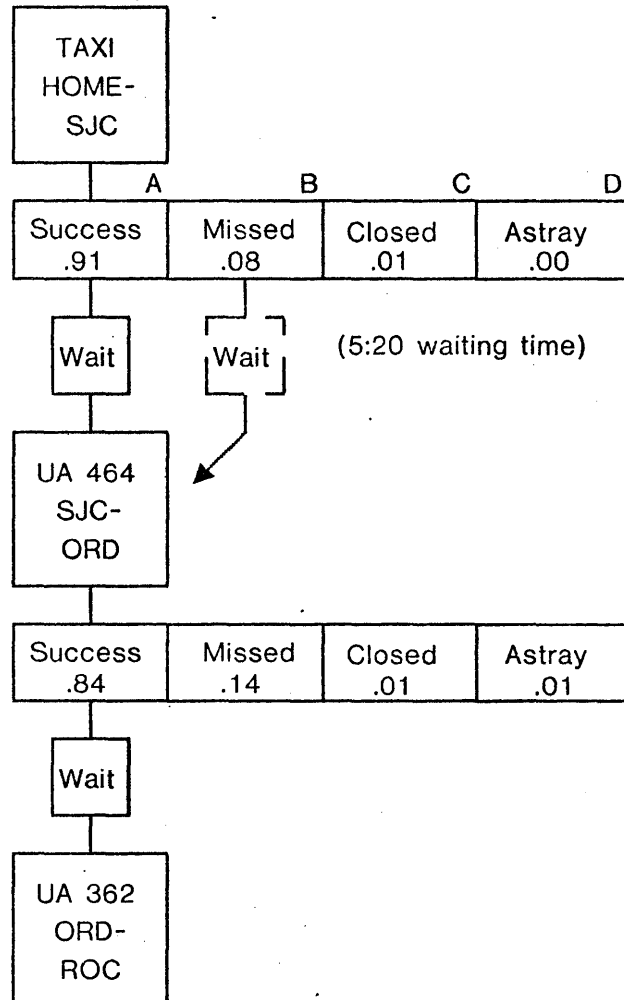 TAXI
HOME-
SJC
A B C D
Success Missed Closed Astray
.91 .08 .01 .00
Wait Wait (5:20 waiting time)
UA 464
SJC-
ORD
Success Missed Closed Astray
.84 .14 .01 .01
Wait
UA 362
ORD-
ROC